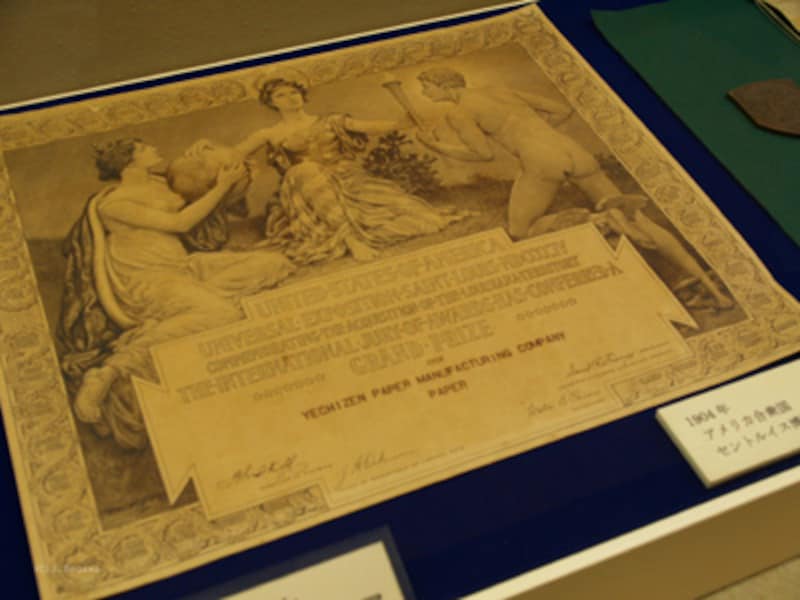 UNITED·STATES·OF·AMERICA
UNIVERSAL·EXPOSITION·SAINT·LOUIS·MCMIV
COMMEMORATING·THE·ACQUISITION·OF·THE·LOUISIANA·TERRITORY
THE·INTERNATIONAL·JURY·OF·AWARDS·HAS·CONFERRED·A
GRAND·PRIZE
YECHIZEN PAPER MANUFACTURING COMPANY
PAPER
1904年
アメリカ合衆国
セントルイス博